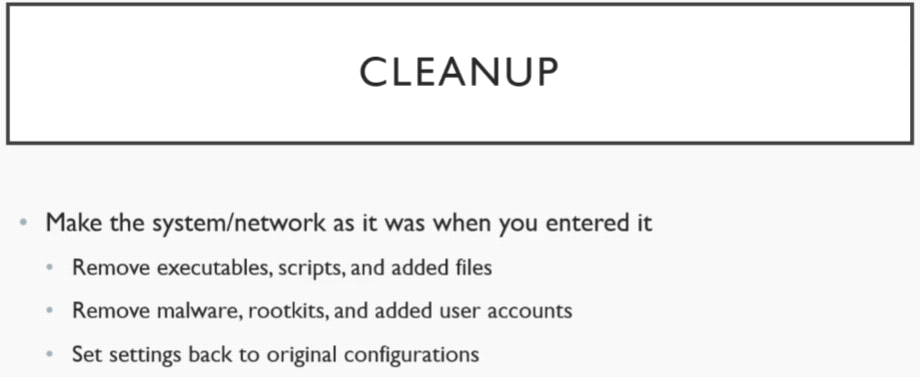 CLEANUP
• Make the system/network as it was when you entered it
• Remove executables, scripts, and added files
• Remove malware, rootkits, and added user accounts
• Set settings back to original configurations